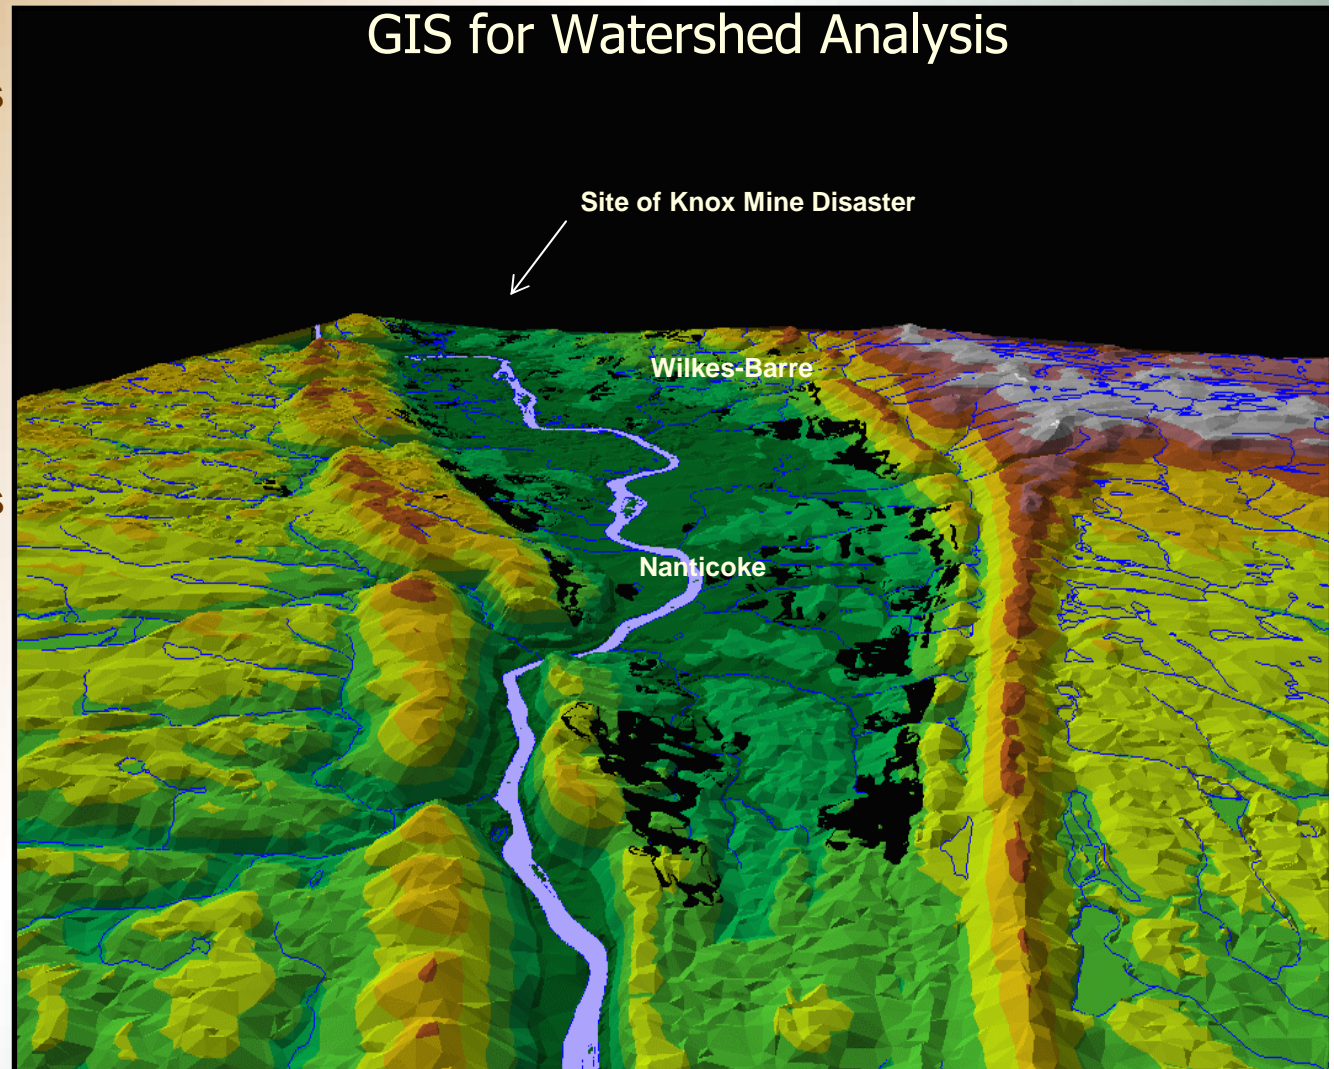 GIS for Watershed Analysis
s
Site of Knox Mine Disaster
Wilkes-Barre
s
Nanticoke